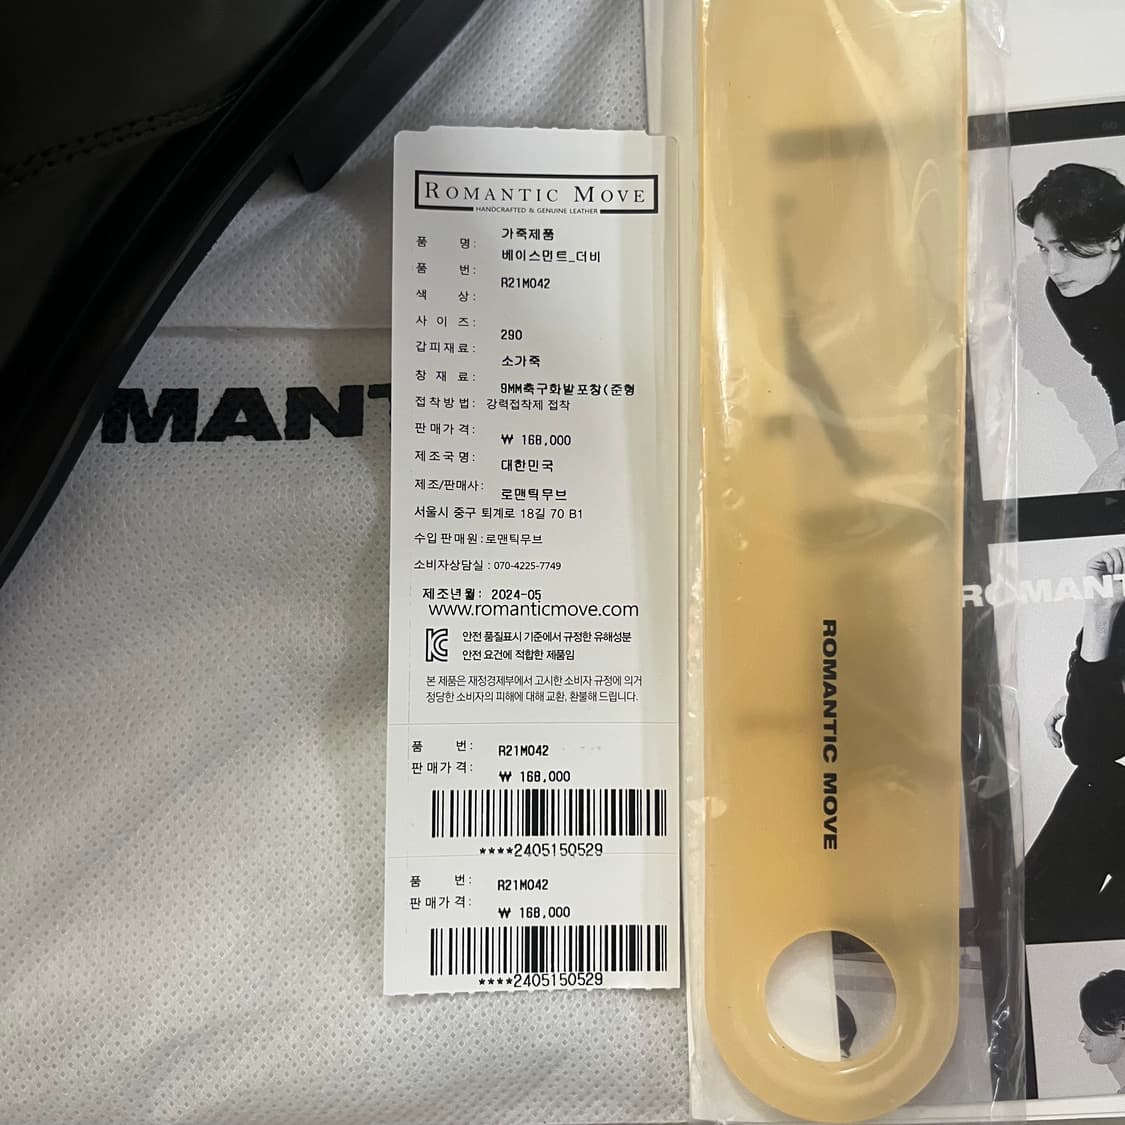 ROMANTIC MOVE
HANDCRAFTED & GENUINE LEATHER
품 명: 가죽제품
베이스먼트_더비
품 번: R21M042
색 상:
사 이 즈: 290
갑피재료: 소가죽
창 재 료: 9MM축구화밭포창(준형
접착방법: 강력접착제 접착
판매가격: ₩ 168,000
제조국명: 대한민국
제조/판매사: 로맨틱무브
서울시 중구 퇴계로 18길 70 B1
수입 판매원 : 로맨틱무브
소비자상담실 : 070-4225-7749
제조년월: 2024-05
www.romanticmove.com
안전 품질표시 기준에서 규정한 유해성분
안전 요건에 적합한 제품임
본 제품은 재정경제부에서 고시한 소비자 규정에 의거
정당한 소비자의 피해에 대해 교환, 환불해 드립니다.
품 번: R21M042
판매가격: ₩ 168,000
****2405150529
품 번: R21M042
판매가격: ₩ 168,000
****2405150529
OMANT
ROMANTIC MOVE
ROMANT